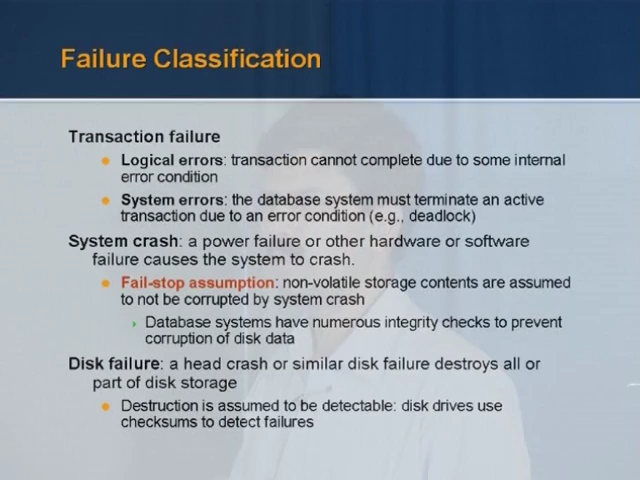 Failure Classification
Transaction failure
Logical errors: transaction cannot complete due to some internal
error condition
System errors: the database system must terminate an active
transaction due to an error condition (e.g., deadlock)
System crash: a power failure or other hardware or software
failure causes the system to crash.
Fail-stop assumption: non-volatile storage contents are assumed
to not be corrupted by system crash
Database systems have numerous integrity checks to prevent
corruption of disk data
Disk failure: a head crash or similar disk failure destroys all or
part of disk storage
Destruction is assumed to be detectable: disk drives use
checksums to detect failures